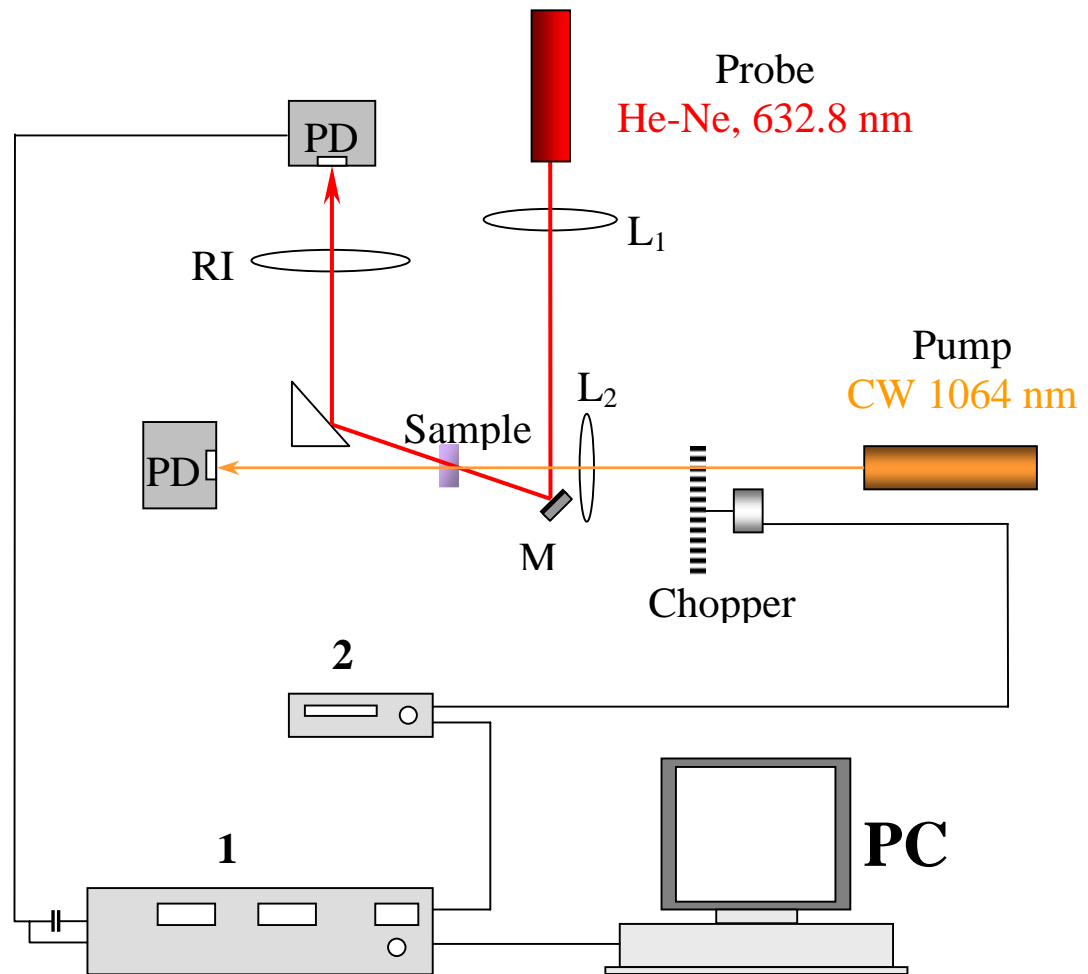 Probe
He-Ne, 632.8 nm
PD
L1
RI
Pump
CW 1064 nm
L2
Sample
PD
M
Chopper
2
1
PC